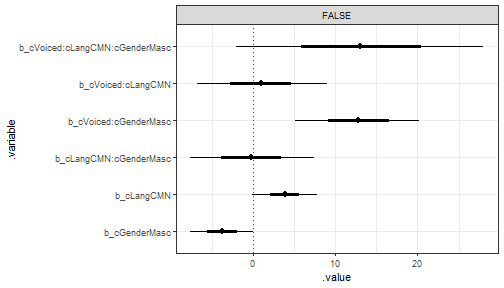 FALSE
b_cVoiced:cLangCMN:cGenderMasc
b_cVoiced:cLangCMN
b_cVoiced:cGenderMasc
b_cLangCMN:cGenderMasc
b_cLangCMN
b_cGenderMasc
.variable
0
10
20
.value